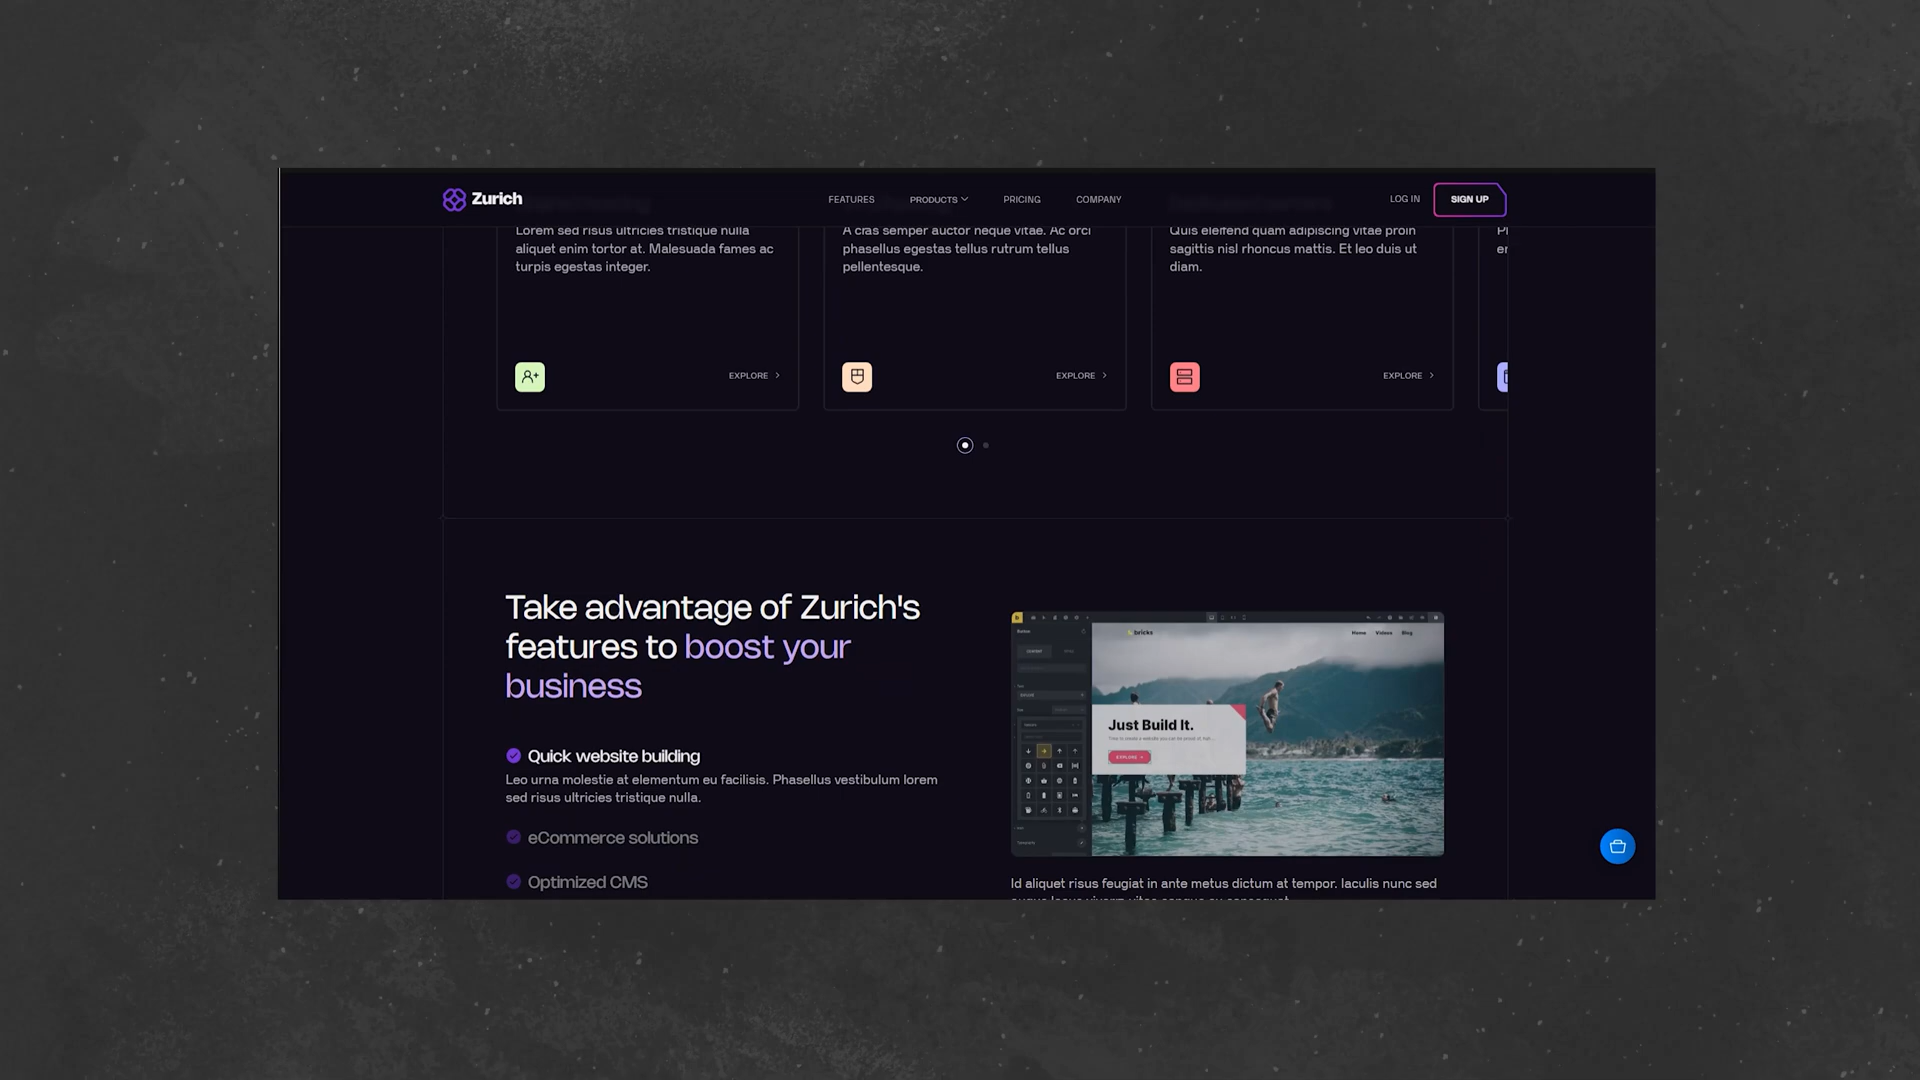 Zurich
FEATURES
PRODUCTS
PRICING
COMPANY
LOG IN
SIGN UP
Lorem sed risus ultricies tristique nulla
aliquet enim tortor at. Malesuada fames ac
turpis egestas integer.
EXPLORE
A cras semper auctor neque vitae. Ac orci
phasellus egestas tellus rutrum tellus
pellentesque.
EXPLORE
Quis eleifend quam adipiscing vitae proin
sagittis nisl rhoncus mattis. Et leo duis ut
diam.
EXPLORE
Take advantage of Zurich's
features to boost your
business
Quick website building
Leo urna molestie at elementum eu facilisis. Phasellus vestibulum lorem
sed risus ultricies tristique nulla.
eCommerce solutions
Optimized CMS
bricks
Home
Videos
Blog
Button
CONTENT
Just Build It.
EXPLORE
Typography
Id aliquet risus feugiat in ante metus dictum at tempor. Iaculis nunc sed